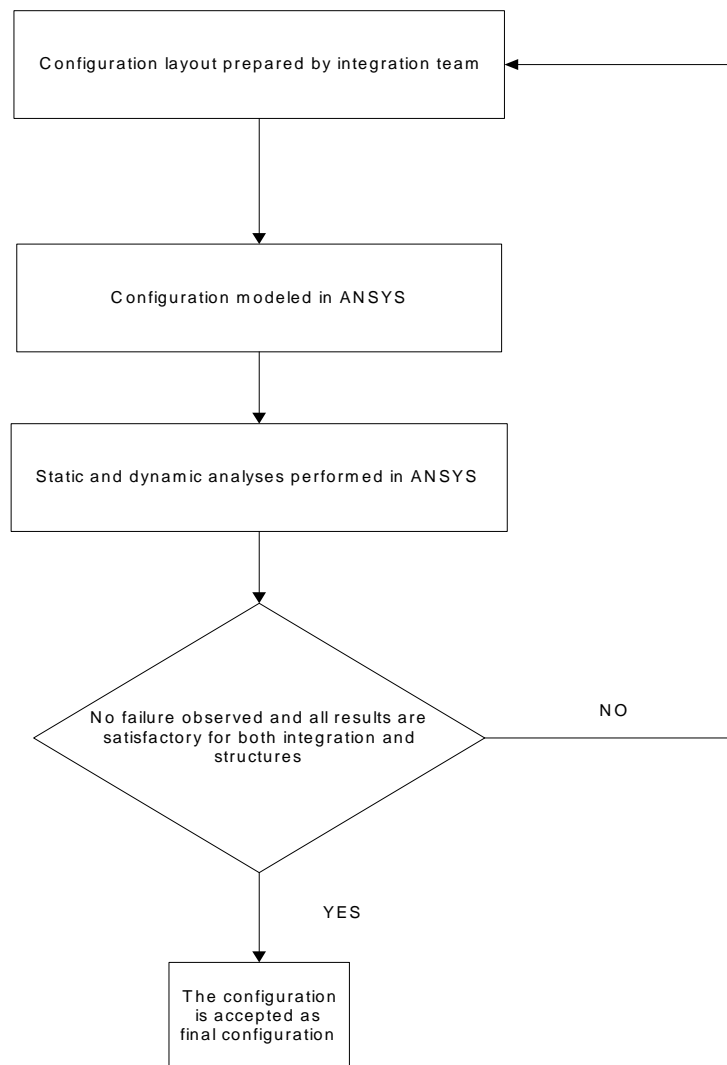 Configuration layout prepared by integration team
Configuration modeled in ANSYS
Static and dynamic analyses performed in ANSYS
No failure observed and all results are
satisfactory for both integration and
structures
NO
YES
The configuration
is accepted as
final configuration